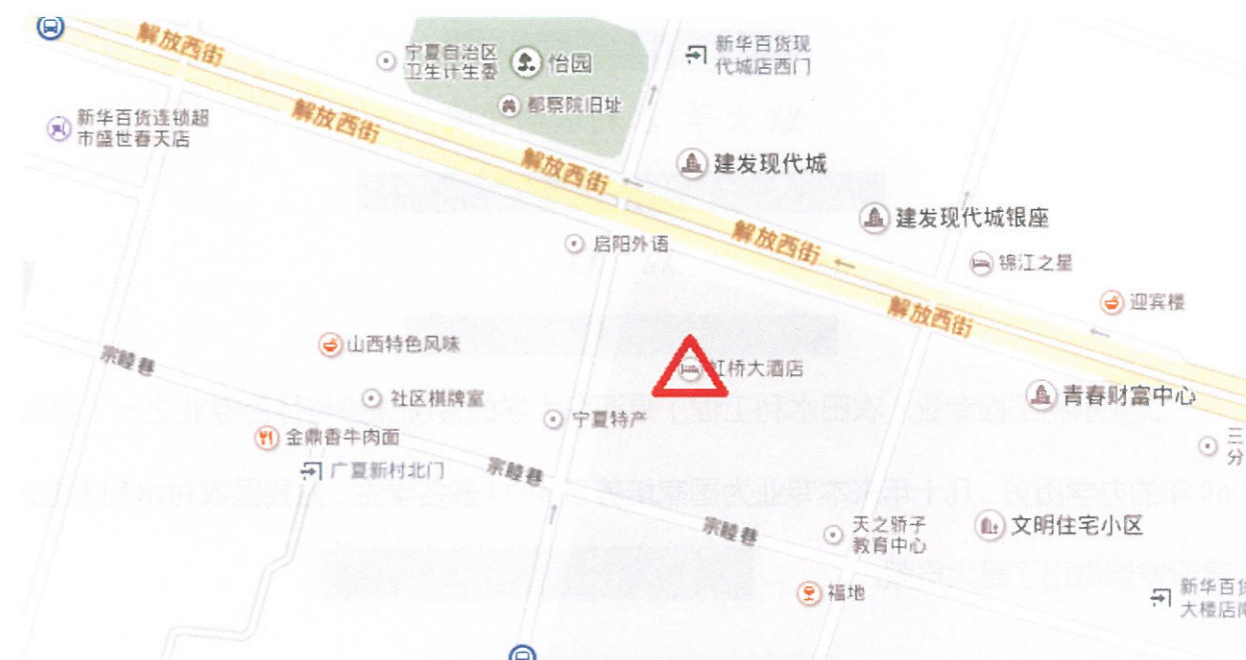 解放西街
宁夏自治区
卫生计生委
怡园
新华百货现
代城店西门
都察院旧址
新华百货连锁超
市盛世春天店
解放西街
解放西街
建发现代城
建发现代城银座
启阳外语
解放西街
锦江之星
迎宾楼
解放西街
山西特色风味
宗睦巷
虹桥大酒店
社区棋牌室
青春财富中心
宁夏特产
金鼎香牛肉面
三
分
广夏新村北门
宗睦巷
宗睦巷
天之骄子
教育中心
文明住宅小区
福地
新华百货
大楼店南